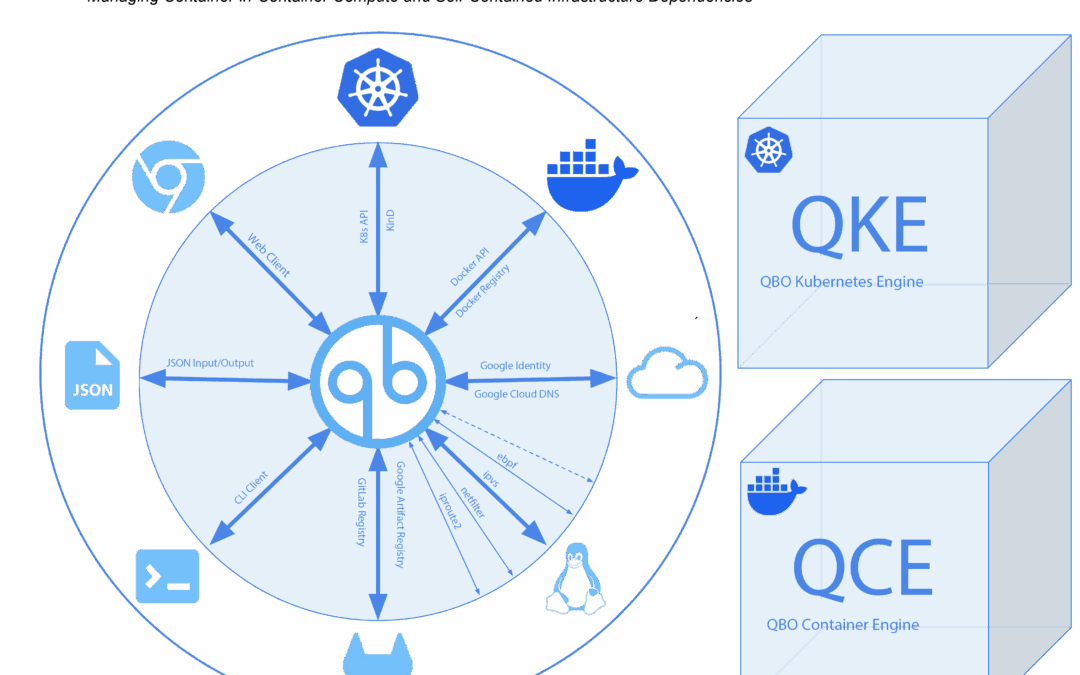 Managing Container-in-Container Compute and Self-Contained Infrastructure Dependencies
K8s API
KinD
Web Client
Docker API
Docker Registry
JSON Input/Output
JSON
Google Identity
Google Cloud DNS
CLI Client
GitLab Registry
Google Artifact Registry
iproute2
netfilter
ipvs
ebpf
qb
QKE
QBO Kubernetes Engine
QCE
QBO Container Engine